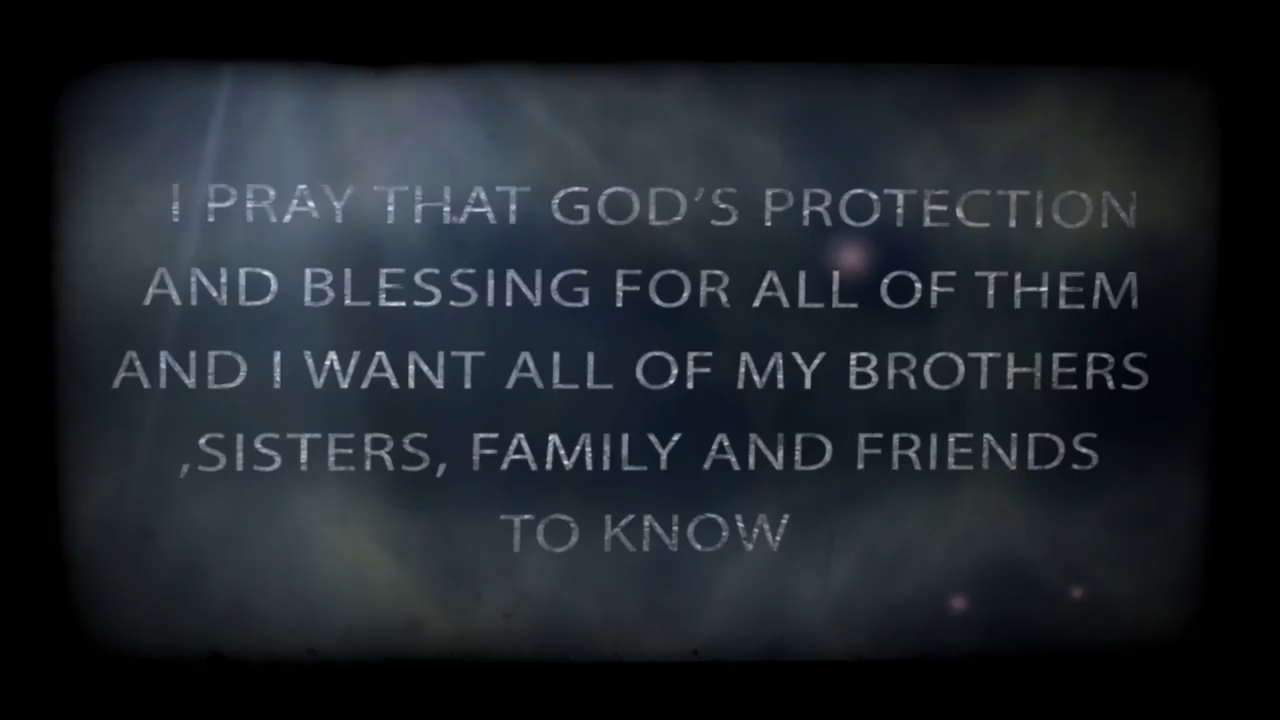 I PRAY THAT GOD'S PROTECTION
AND BLESSING FOR ALL OF THEM
AND I WANT ALL OF MY BROTHERS
,SISTERS, FAMILY AND FRIENDS
TO KNOW